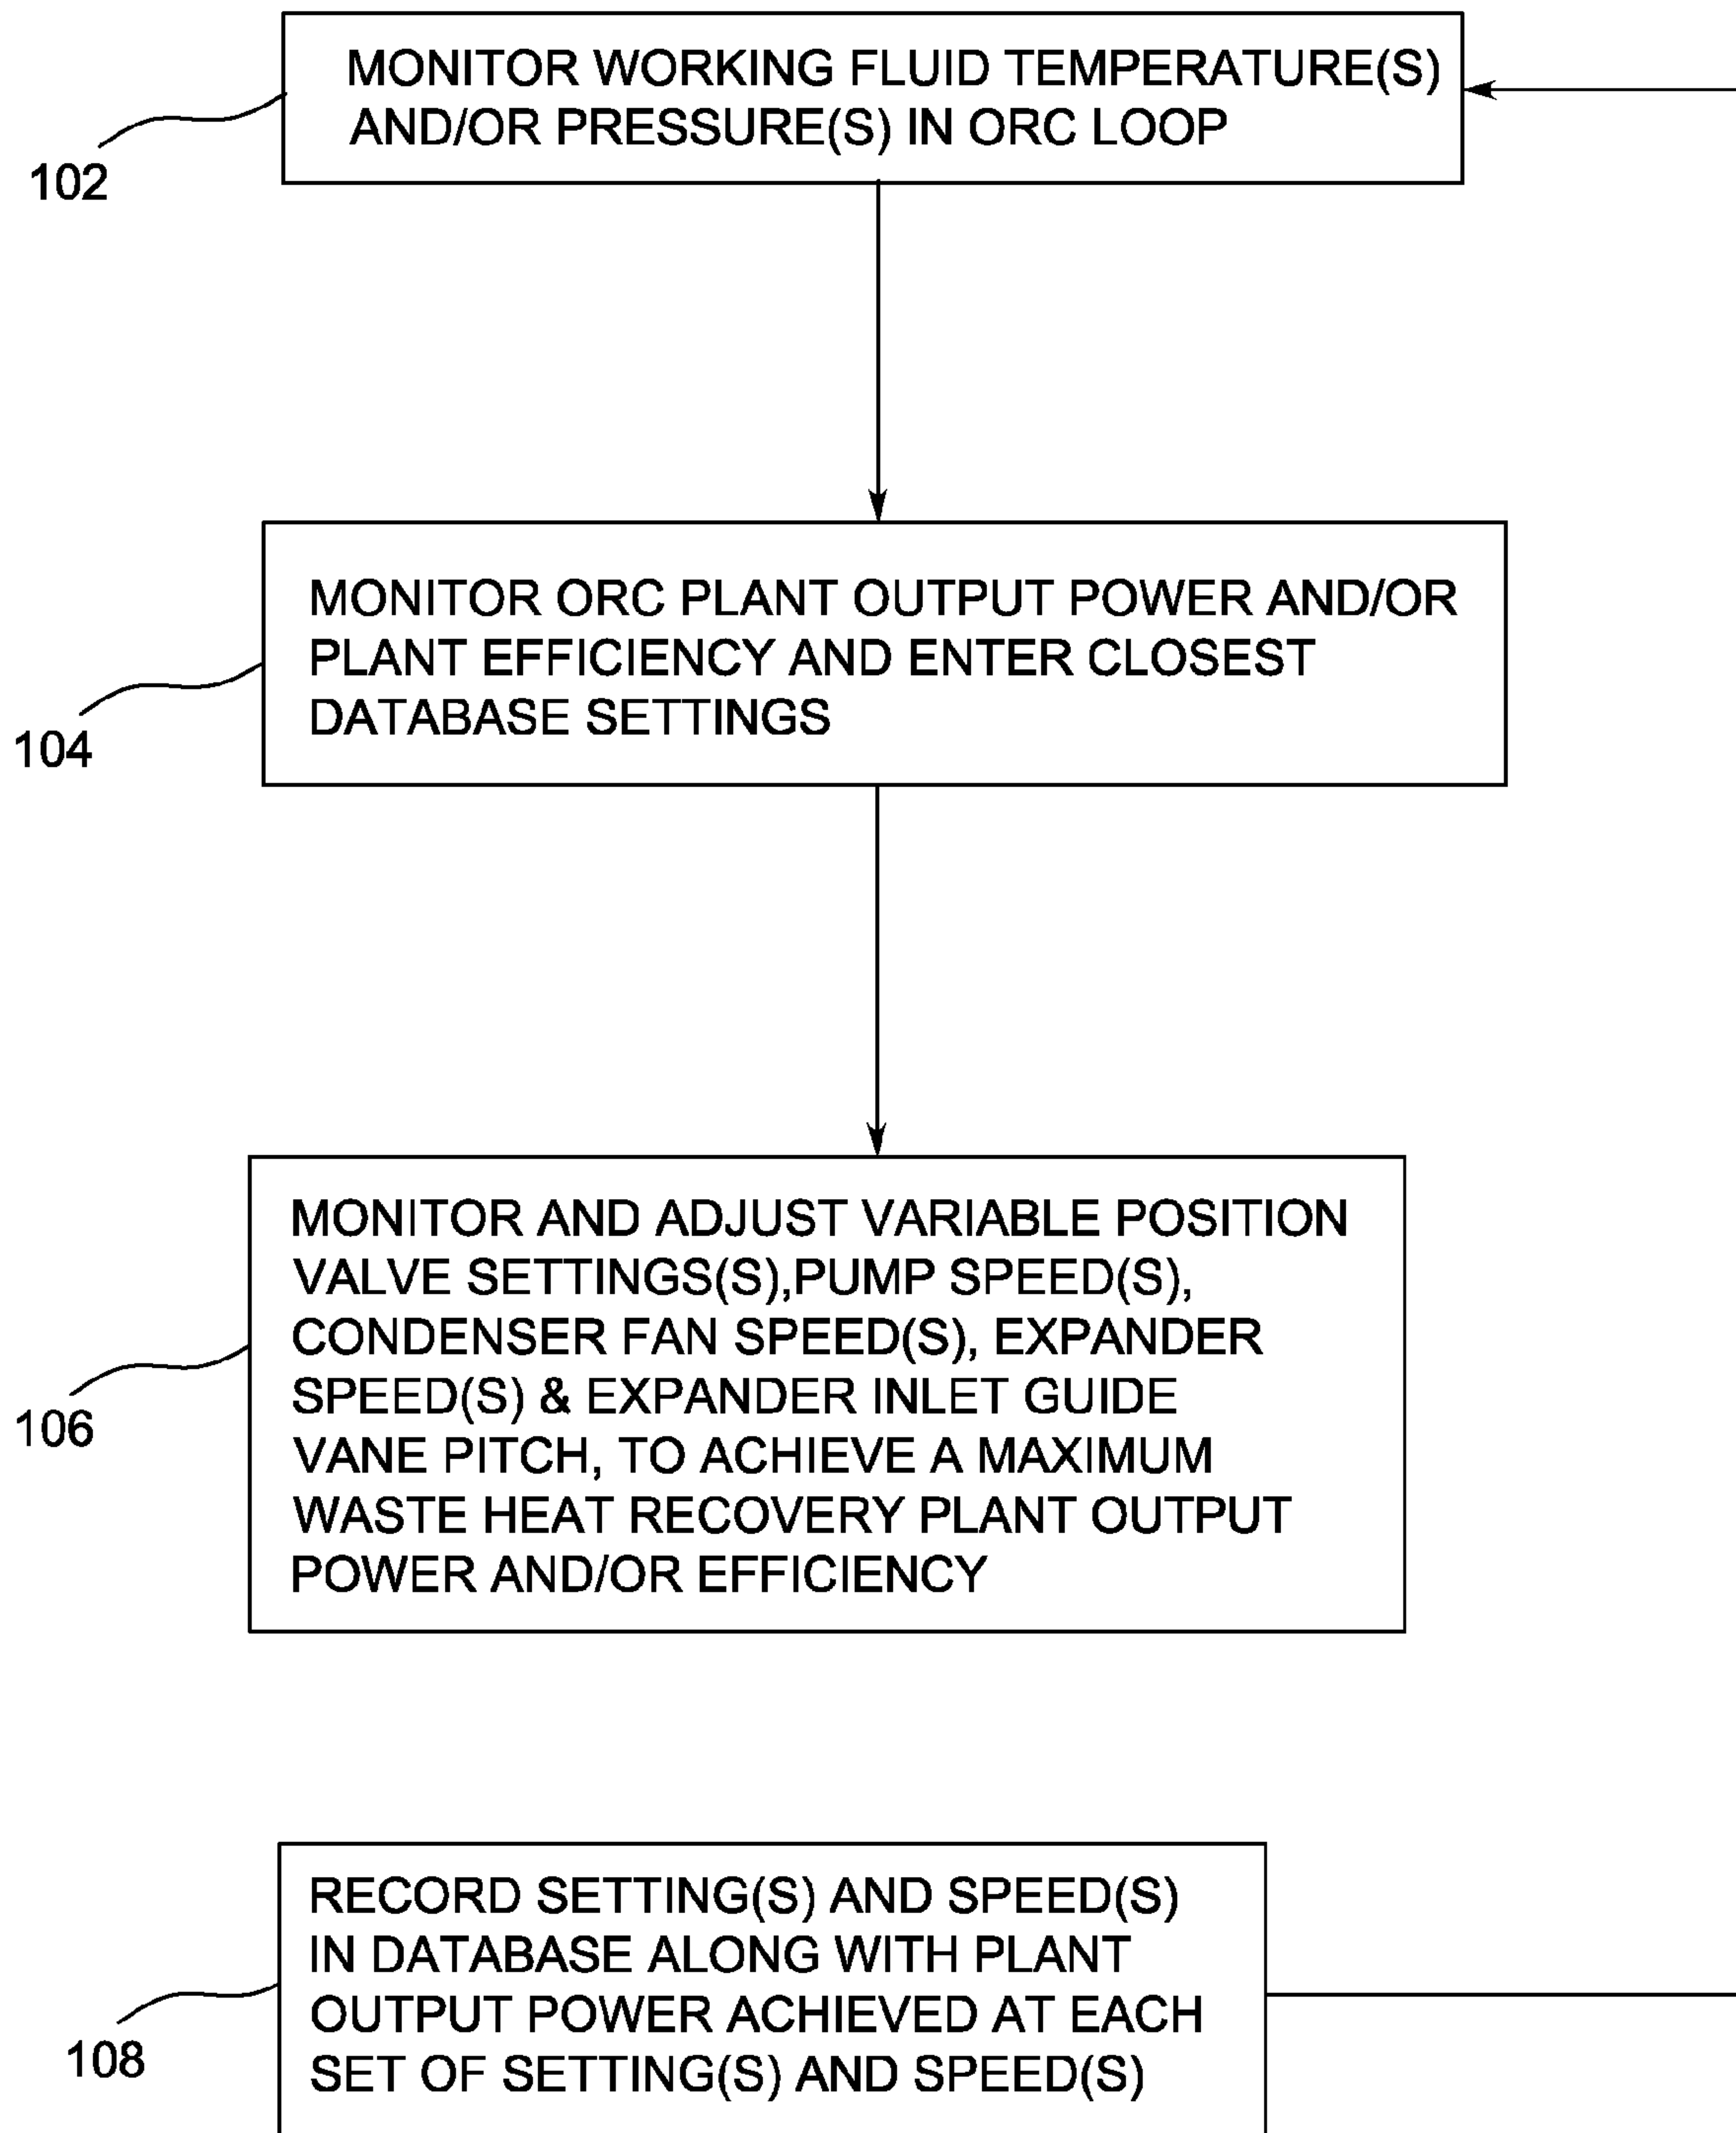 MONITOR WORKING FLUID TEMPERATURE(S)
AND/OR PRESSURE(S) IN ORC LOOP
102
MONITOR ORC PLANT OUTPUT POWER AND/OR
PLANT EFFICIENCY AND ENTER CLOSEST
DATABASE SETTINGS
104
MONITOR AND ADJUST VARIABLE POSITION
VALVE SETTINGS(S),PUMP SPEED(S),
CONDENSER FAN SPEED(S), EXPANDER
SPEED(S) & EXPANDER INLET GUIDE
VANE PITCH, TO ACHIEVE A MAXIMUM
WASTE HEAT RECOVERY PLANT OUTPUT
POWER AND/OR EFFICIENCY
106
RECORD SETTING(S) AND SPEED(S)
IN DATABASE ALONG WITH PLANT
OUTPUT POWER ACHIEVED AT EACH
SET OF SETTING(S) AND SPEED(S)
108